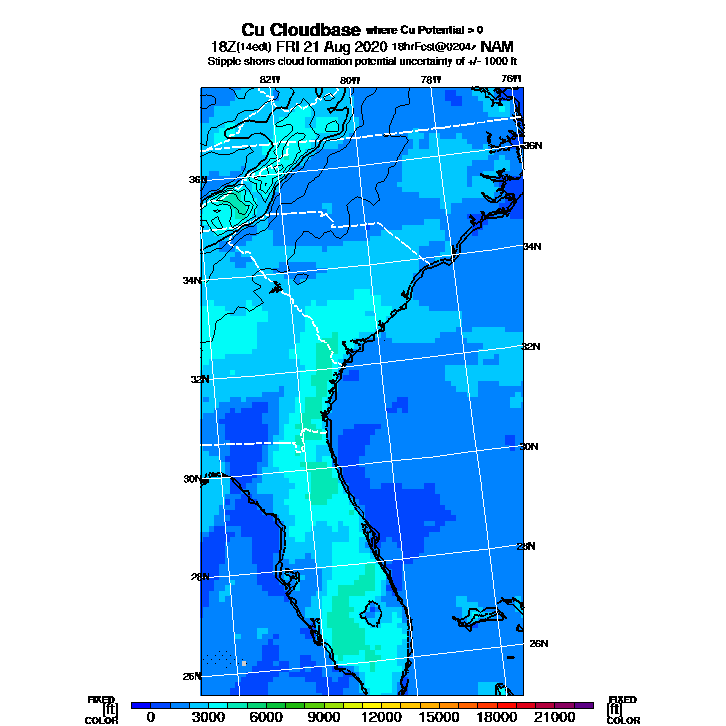 Cu Cloudbase where Cu Potential > 0
18Z(14edt) FRI 21 Aug 2020 18hrFcst@0204z NAM
Stipple shows cloud formation potential uncertainty of +/- 1000 ft
82W 80W 78W 76W
36N
36N
34N
34N
32N
32N
30N
30N
28N
28N
26N
26N
FIXED FIXED
[ft] [ft]
COLOR 0 3000 6000 9000 12000 15000 18000 21000 COLOR